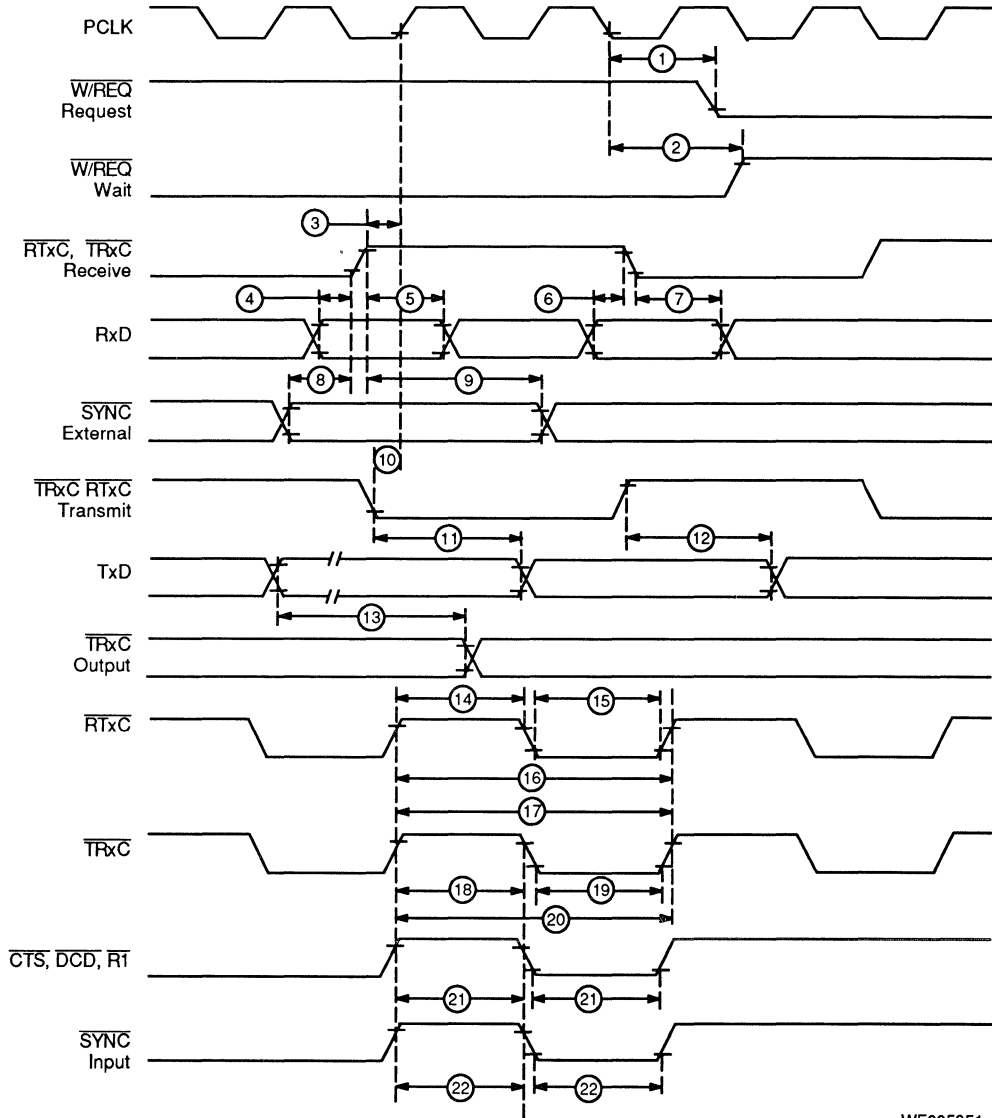 PCLK
1
W/REQ
Request
2
W/REQ
Wait
3
RTxC, TRxC
Receive
4
5
6
7
RxD
8
9
SYNC
External
10
TRxC RTxC
Transmit
11
12
TxD
13
TRxC
Output
14
15
RTxC
16
17
TRxC
18
19
20
CTS, DCD, R1
21
21
SYNC
Input
22
22